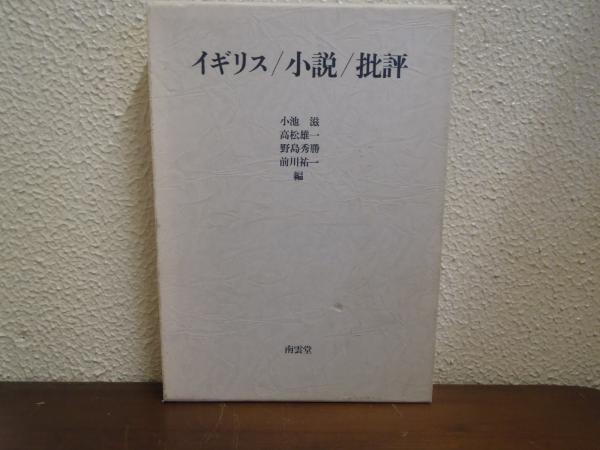 イギリス/小説/批評
小池 滋
高松雄一
野島秀勝
前川祐一
編
南雲堂